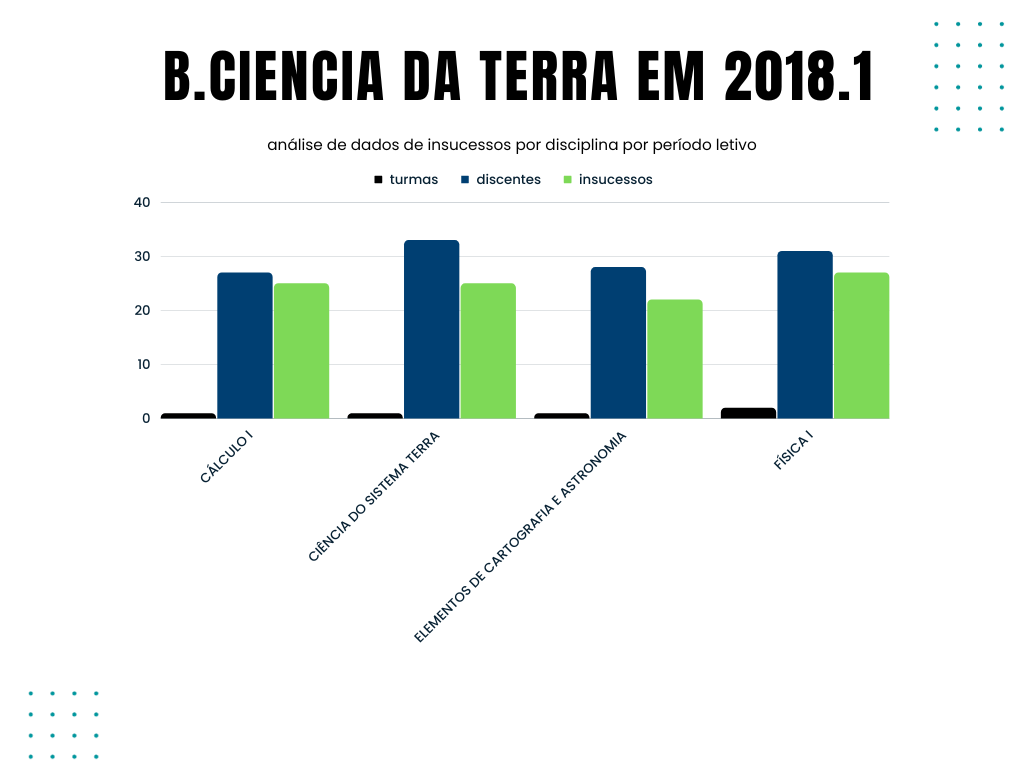 B.CIENCIA DA TERRA EM 2018.1
análise de dados de insucessos por disciplina por período letivo
turmas discentes insucessos
40
30
20
10
0
CÁLCULO I
CIÊNCIA DO SISTEMA TERRA
ELEMENTOS DE CARTOGRAFIA E ASTRONOMIA
FÍSICA I